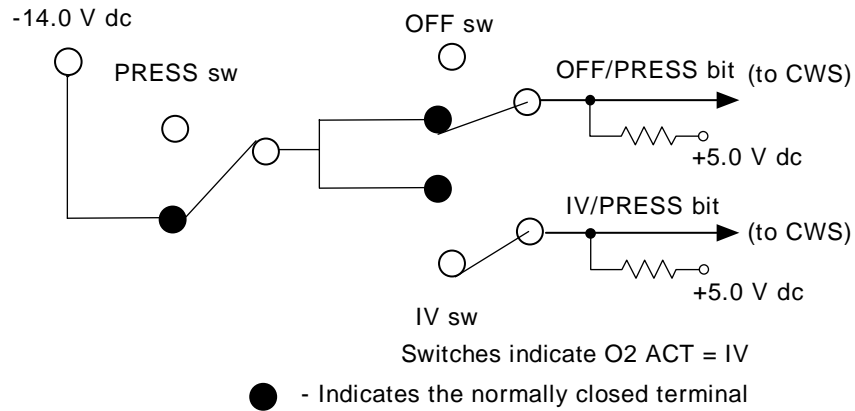 -14.0 V dc
OFF sw
PRESS sw
OFF/PRESS bit (to CWS)
+5.0 V dc
IV/PRESS bit
(to CWS)
+5.0 V dc
IV sw
Switches indicate O2 ACT = IV
- Indicates the normally closed terminal